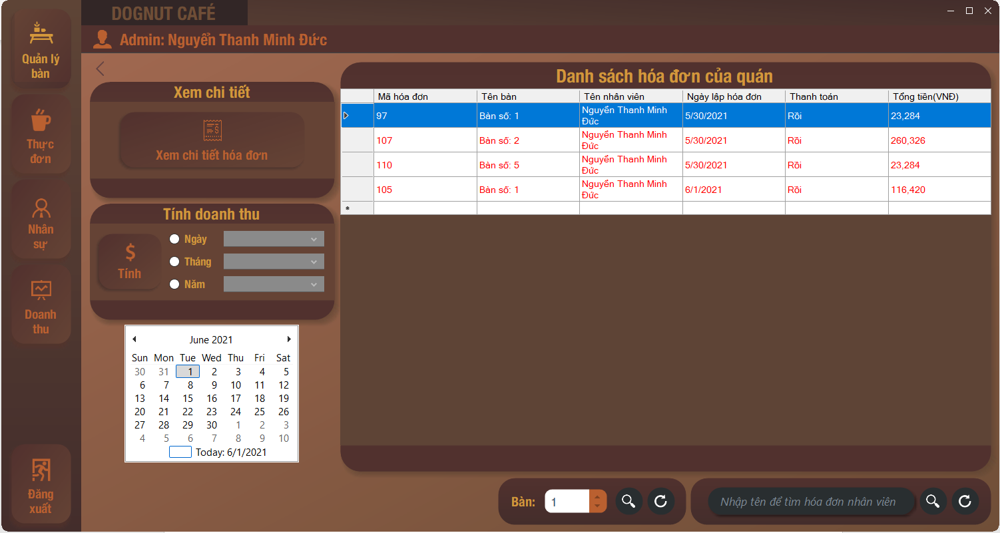 DOGNUT CAFÉ
Admin: Nguyển Thanh Minh Đức
Quản lý
bàn
Thực
đơn
Nhân
sự
Doanh
thu
Đăng
xuất
Xem chi tiết
Xem chi tiết hóa đơn
Tính doanh thu
$
Tính
Ngày
Tháng
Năm
June 2021
Sun Mon Tue Wed Thu Fri Sat
30 31 1 2 3 4 5
6 7 8 9 10 11 12
13 14 15 16 17 18 19
20 21 22 23 24 25 26
27 28 29 30 1 2 3
4 5 6 7 8 9 10
Today: 6/1/2021
Danh sách hóa đơn của quán
Mã hóa đơn Tên bàn Tên nhân viên Ngày lập hóa đơn Thanh toán Tổng tiền(VNĐ)
97 Bàn số: 1 Nguyển Thanh Minh 5/30/2021 Rồi 23,284
Đức
107 Bàn số: 2 Nguyển Thanh Minh 5/30/2021 Rồi 260,326
Đức
110 Bàn số: 5 Nguyển Thanh Minh 5/30/2021 Rồi 23,284
Đức
105 Bàn số: 1 Nguyển Thanh Minh 6/1/2021 Rồi 116,420
Đức
*
Bàn: 1
Nhập tên để tìm hóa đơn nhân viên